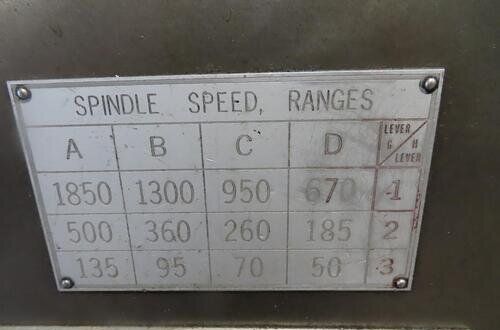 SPINDLE SPEED, RANGES
A B C D LEVER G H LEVER
1850 1300 950 670 1
500 360 260 185 2
135 95 70 50 3